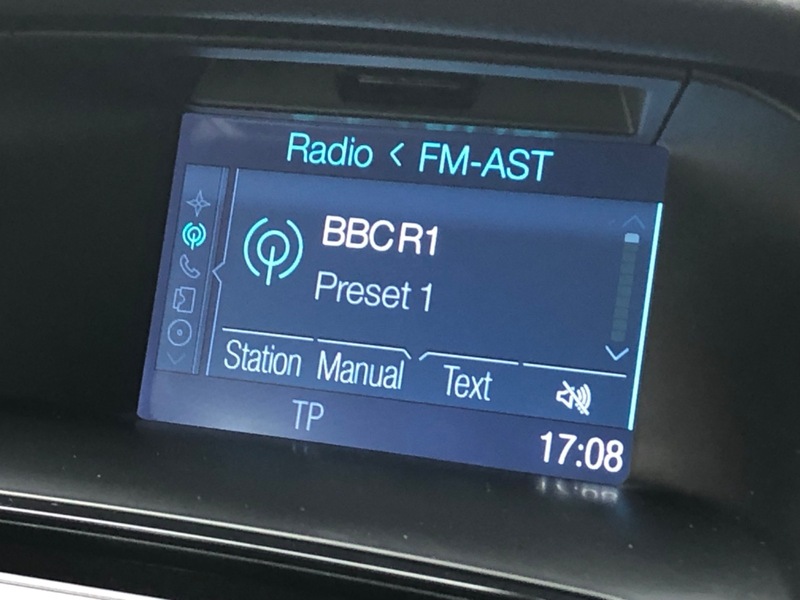 Radio < FM-AST
BBC R1
Preset 1
Station Manual Text
TP
17:08